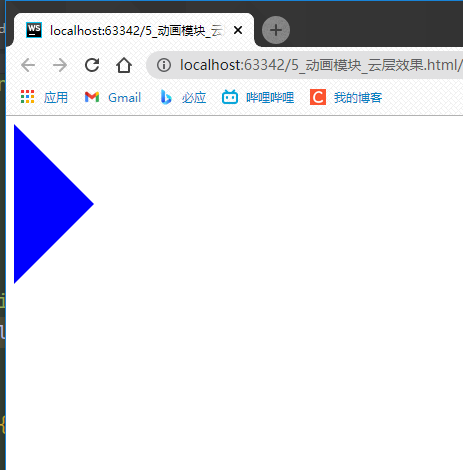 WS localhost:63342/5_动画模块_云
localhost:63342/5_动画模块_云层效果.html/
应用 Gmail 必应 哔哩哔哩 C 我的博客